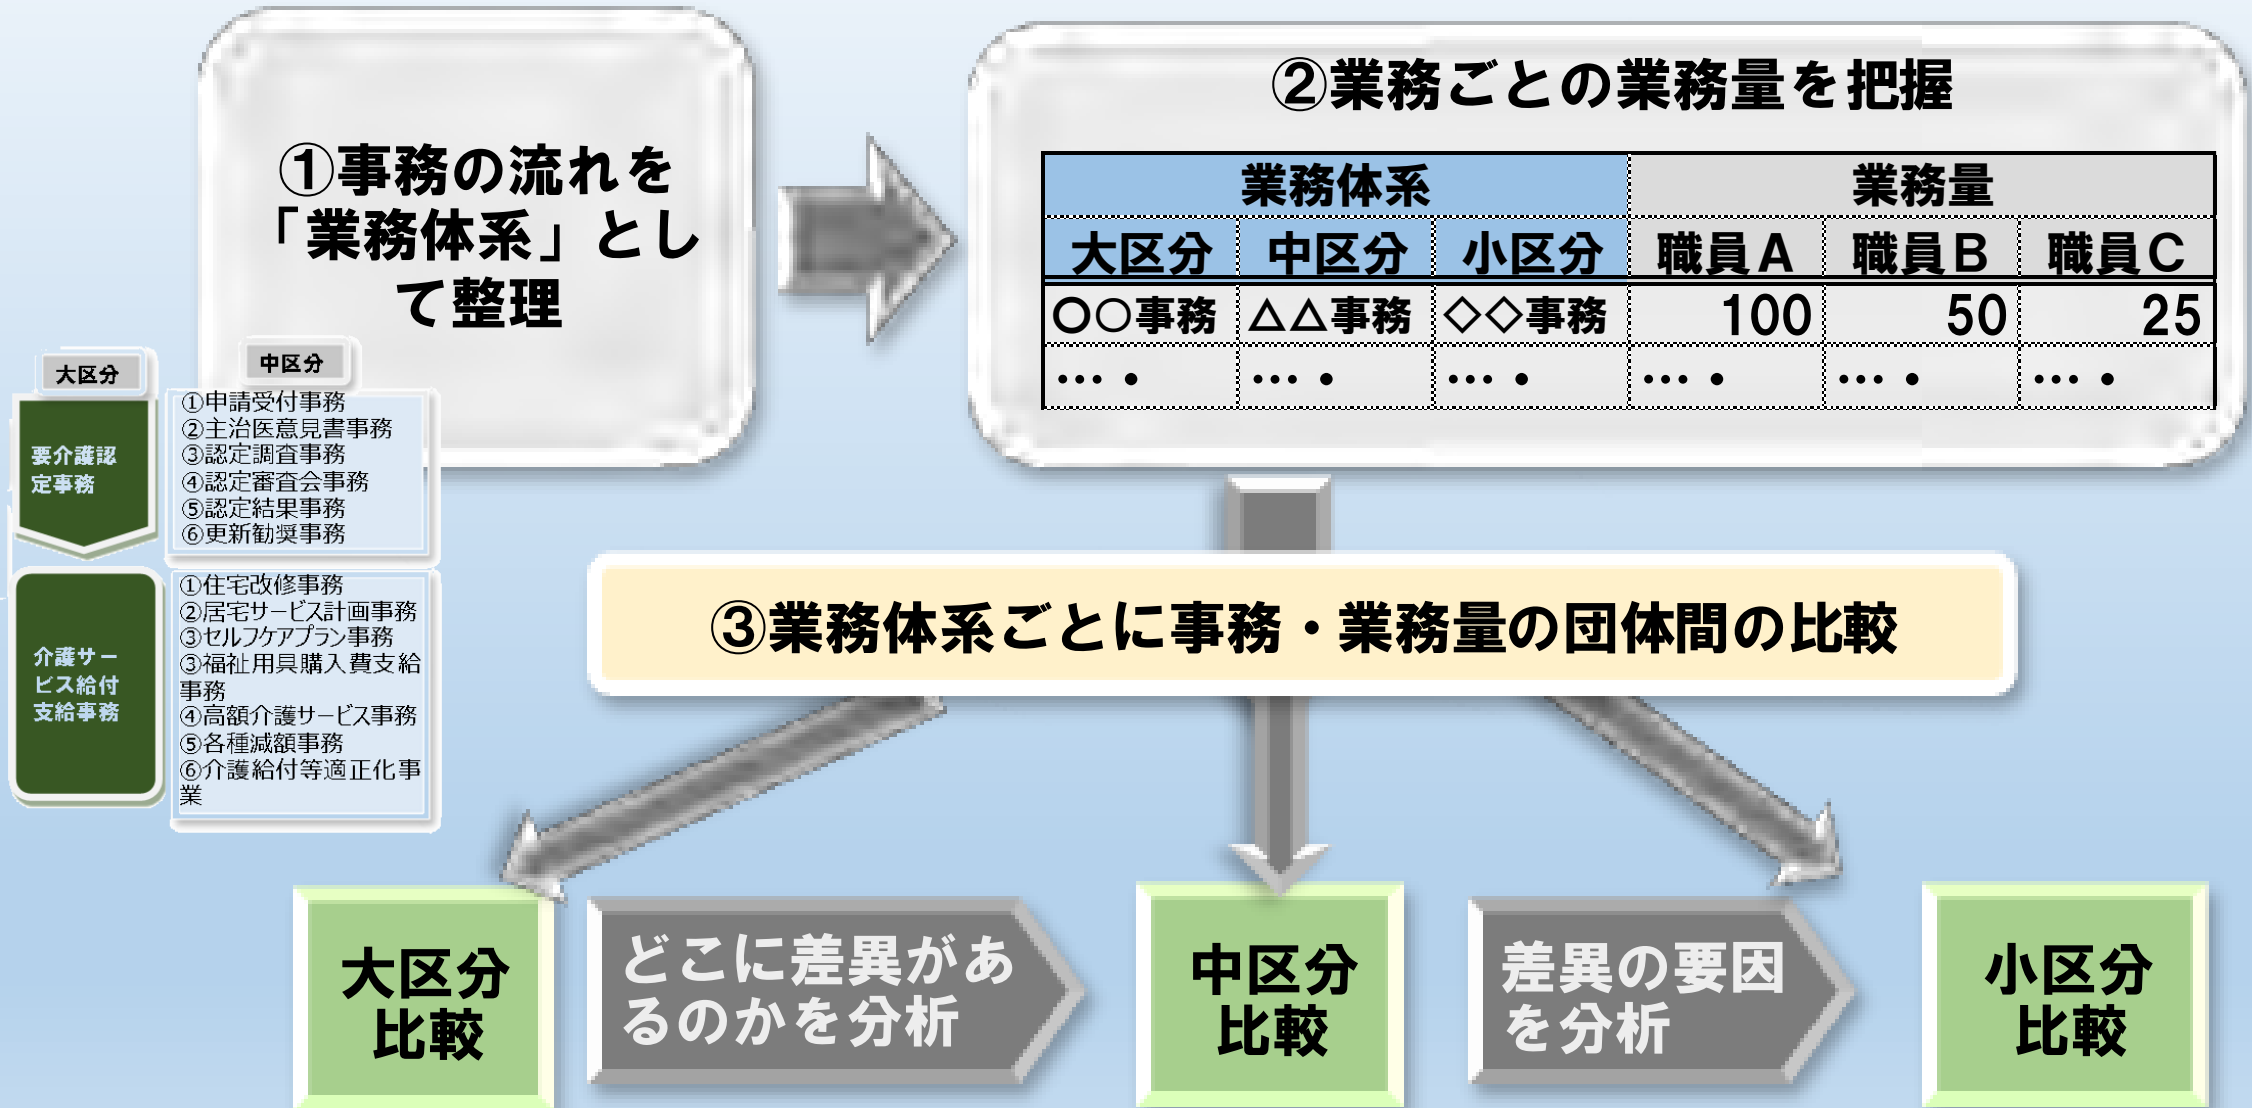 ①事務の流れを
「業務体系」とし
て整理
②業務ごとの業務量を把握
業務体系 業務量
大区分 中区分 小区分 職員A 職員B 職員C
〇○事務 △△事務 ◇◇事務 100 50 25
…・ …・ …・ …・ …・ …・
大区分
中区分
要介護認
定事務
①申請受付事務
②主治医意見書事務
③認定調査事務
④認定審査会事務
⑤認定結果事務
⑥更新勧奨事務
介護サー
ビス給付
支給事務
①住宅改修事務
②居宅サービス計画事務
③セルフケアプラン事務
③福祉用具購入費支給
事務
④高額介護サービス事務
⑤各種減額事務
⑥介護給付等適正化事
業
③業務体系ごとに事務・業務量の団体間の比較
大区分
比較
どこに差異があ
るのかを分析
中区分
比較
差異の要因
を分析
小区分
比較